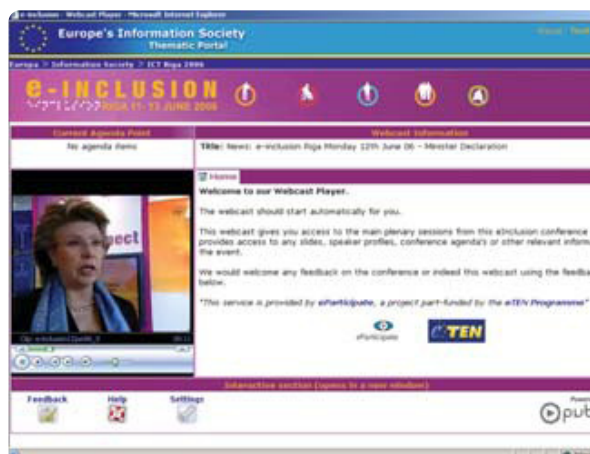 e-Inclusion - Webcast Player - Microsoft Internet Explorer
Europe's Information Society
Thematic Portal
Europa > Information Society > ICT Riga 2006
e-INCLUSION
RIGA 11-13 JUNE 2006
Current Agenda Point
Webcast Information
No agenda items
Title: News: e-inclusion Riga Monday 12th June 06 - Minister Declaration
Home
Welcome to our Webcast Player.
The webcast should start automatically for you.
This webcast gives you access to the main plenary sessions from this eInclusion conference
provides access to any slides, speaker profiles, conference agenda's or other relevant inform
the event.
We would welcome any feedback on the conference or indeed this webcast using the feedba
below.
"This service is provided by eParticipate, a project part-funded by the eTEN Programme"
pect
eParticipate
TEN
Interactive section (opens in a new window)
Feedback
Help
Settings
Power
pub